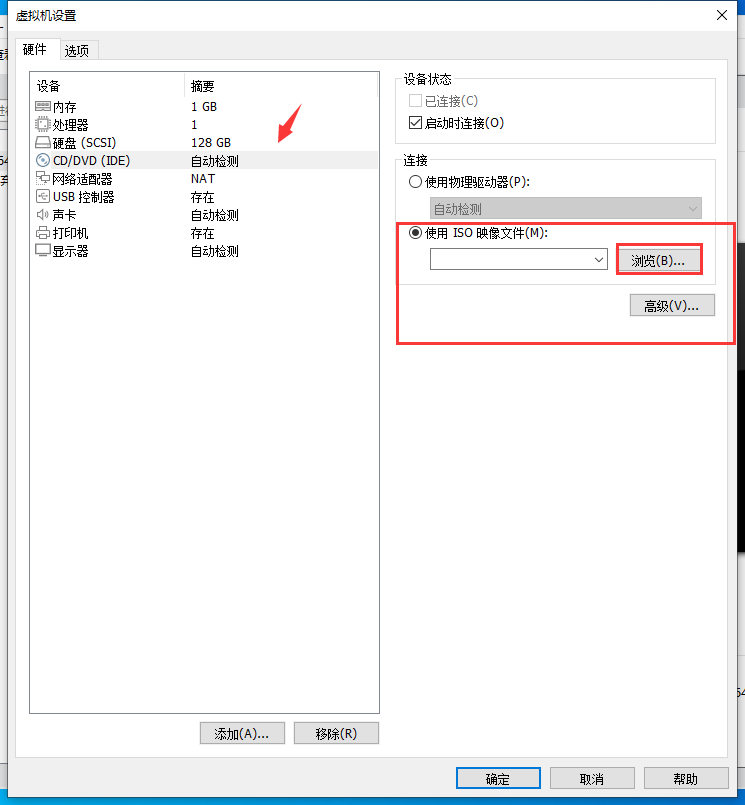 虚拟机设置
硬件 选项
设备 摘要
内存 1 GB
处理器 1
硬盘 (SCSI) 128 GB
CD/DVD (IDE) 自动检测
网络适配器 NAT
USB 控制器 存在
声卡 自动检测
打印机 存在
显示器 自动检测
添加(A)... 移除(R)
设备状态
已连接(C)
启动时连接(O)
连接
使用物理驱动器(P):
自动检测
使用 ISO 映像文件(M):
浏览(B)...
高级(V)...
确定 取消 帮助